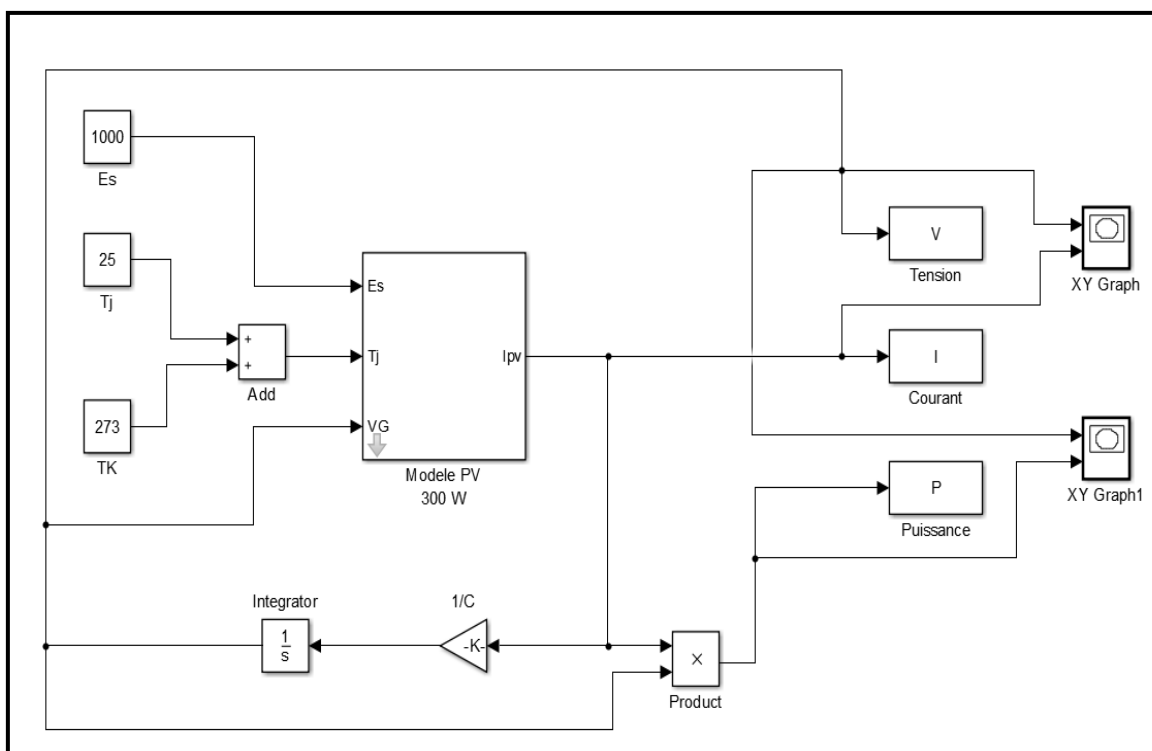 1000
Es
25
Tj
+
+
Add
273
TK
Es
Tj
VG
Ipv
Modele PV
300 W
V
Tension
XY Graph
I
Courant
P
Puissance
XY Graph1
Integrator
1
s
1/C
-K-
×
Product